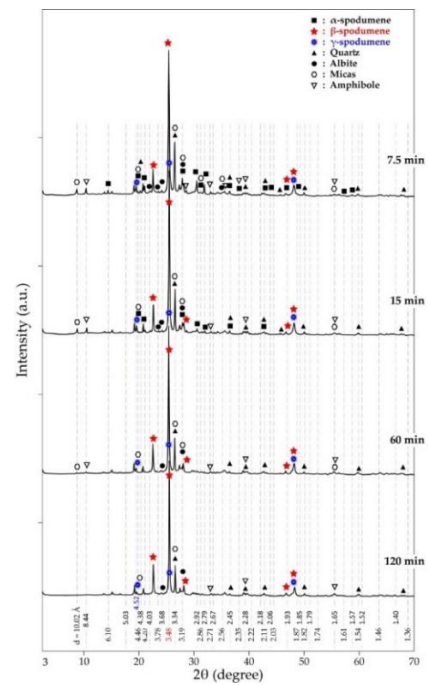 ■ : α-spodumene
★ : β-spodumene
● : γ-spodumene
▲ : Quartz
● : Albite
○ : Micas
▽ : Amphibole
7.5 min
15 min
60 min
120 min
Intensity (a.u.)
d = 10.02 Å
8.44
6.10
5.03
4.52
4.46
4.38
4.20
4.03
3.78
3.68
3.48
3.34
3.19
2.92
2.86
2.79
2.71
2.67
2.56
2.45
2.35
2.28
2.22
2.18
2.11
2.06
2.03
1.93
1.87
1.85
1.82
1.79
1.74
1.65
1.61
1.57
1.54
1.52
1.46
1.40
1.36
3 10 20 30 40 50 60 70
2θ (degree)